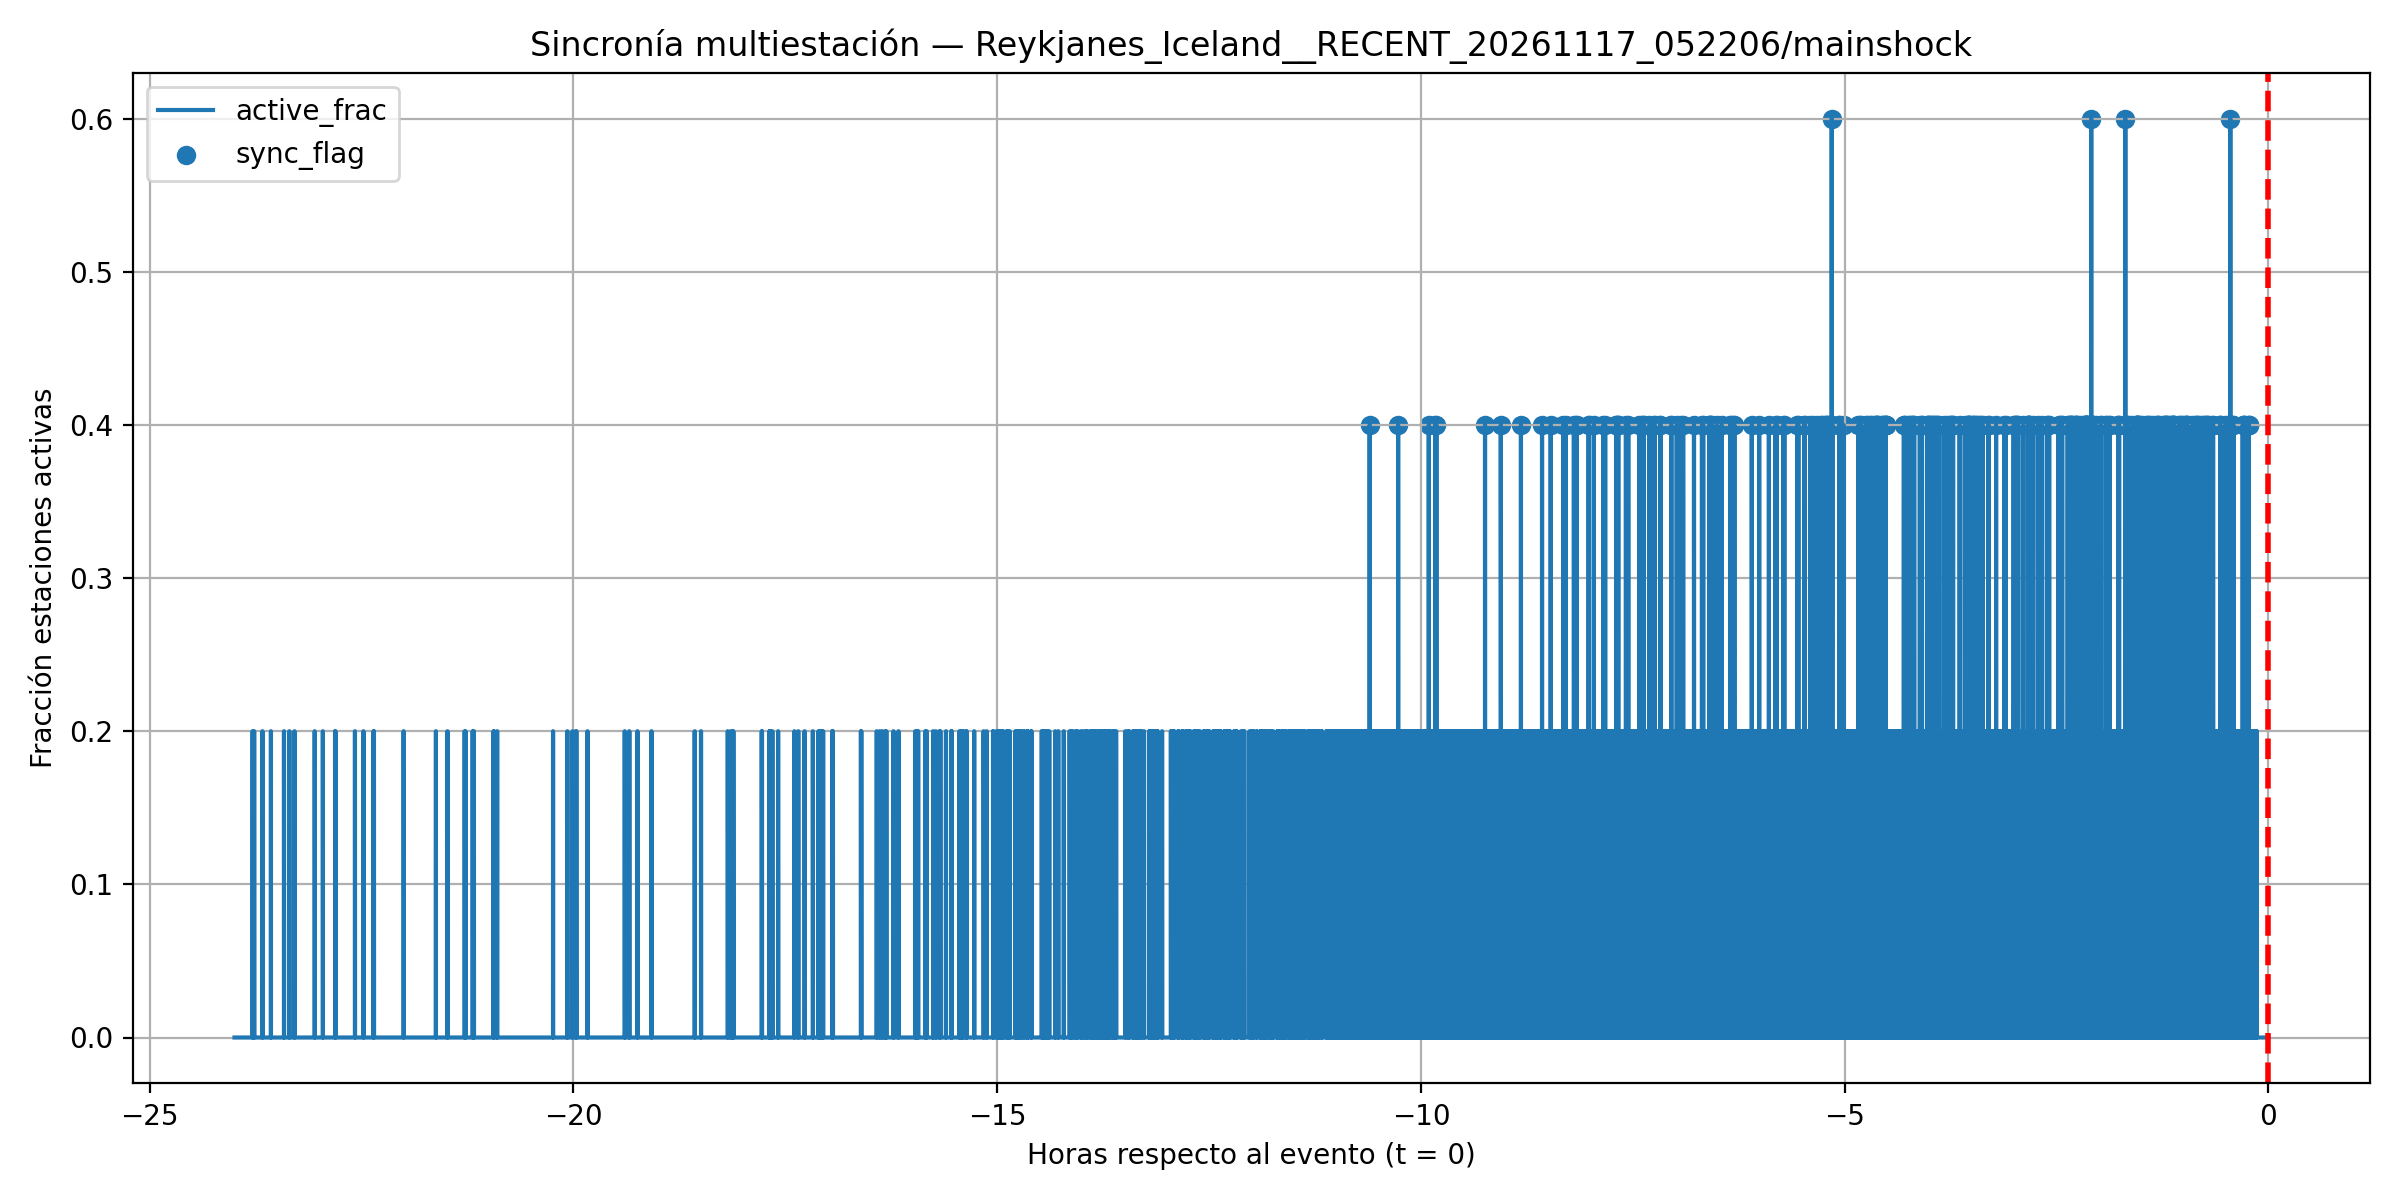 Sincronía multiestación — Reykjanes_Iceland__RECENT_20261117_052206/mainshock
active_frac
sync_flag
Fracción estaciones activas
0.6
0.5
0.4
0.3
0.2
0.1
0.0
−25
−20
−15
−10
−5
0
Horas respecto al evento (t = 0)